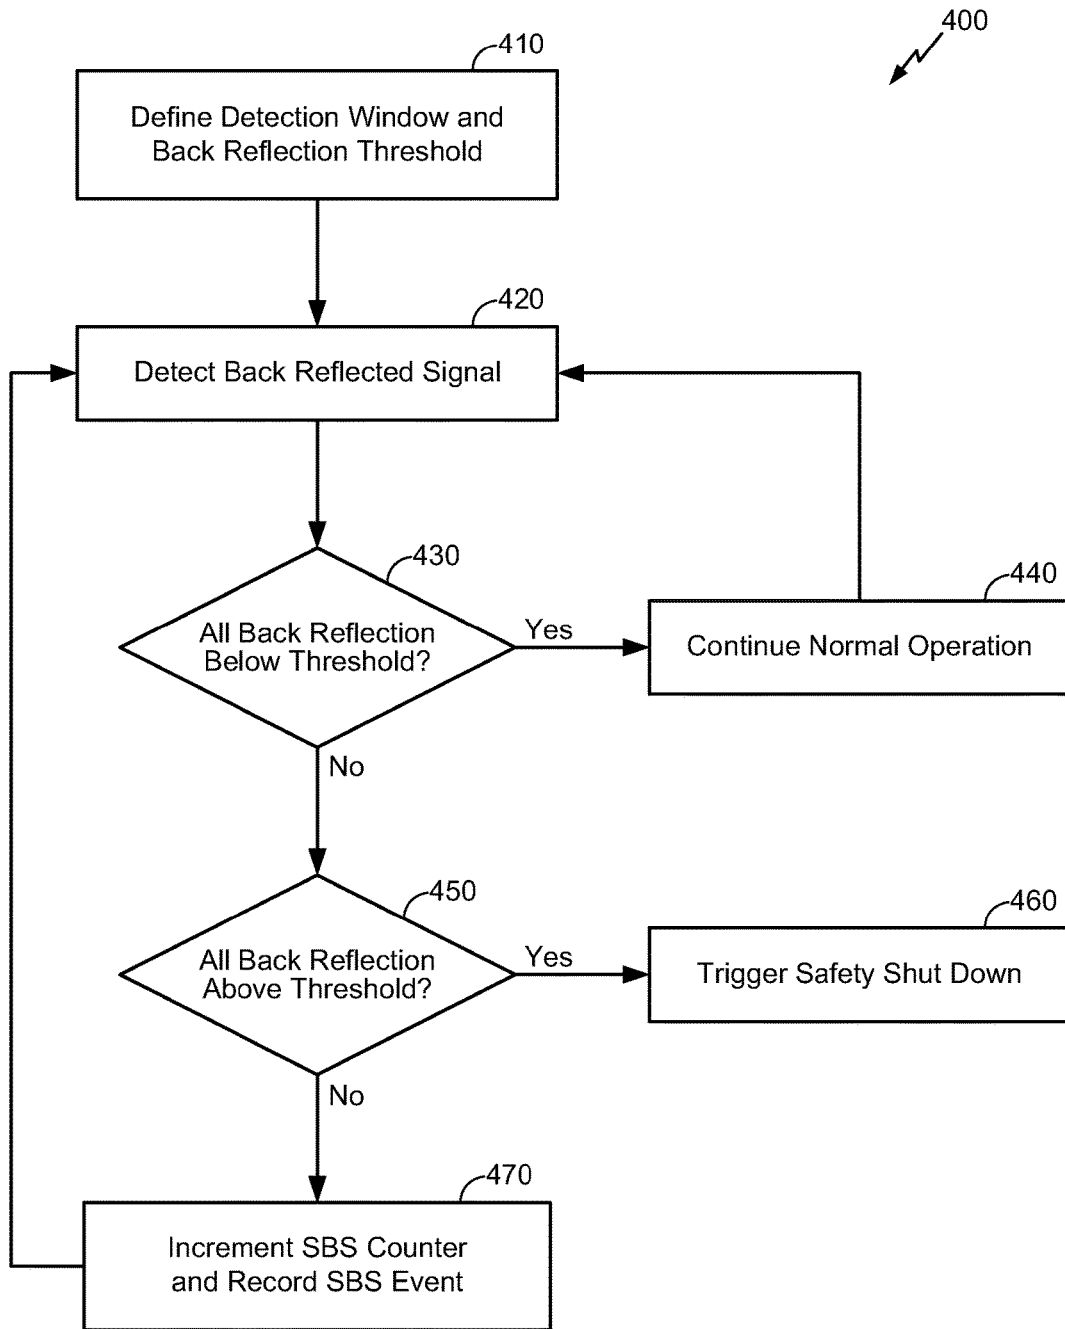 400
410
Define Detection Window and
Back Reflection Threshold
420
Detect Back Reflected Signal
430
All Back Reflection
Below Threshold?
Yes
440
Continue Normal Operation
No
450
All Back Reflection
Above Threshold?
Yes
460
Trigger Safety Shut Down
No
470
Increment SBS Counter
and Record SBS Event